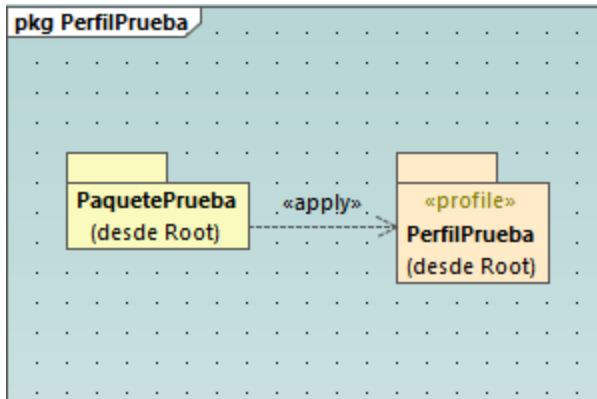 pkg PerfilPrueba
PaquetePrueba
(desde Root)
«apply»
«profile»
PerfilPrueba
(desde Root)